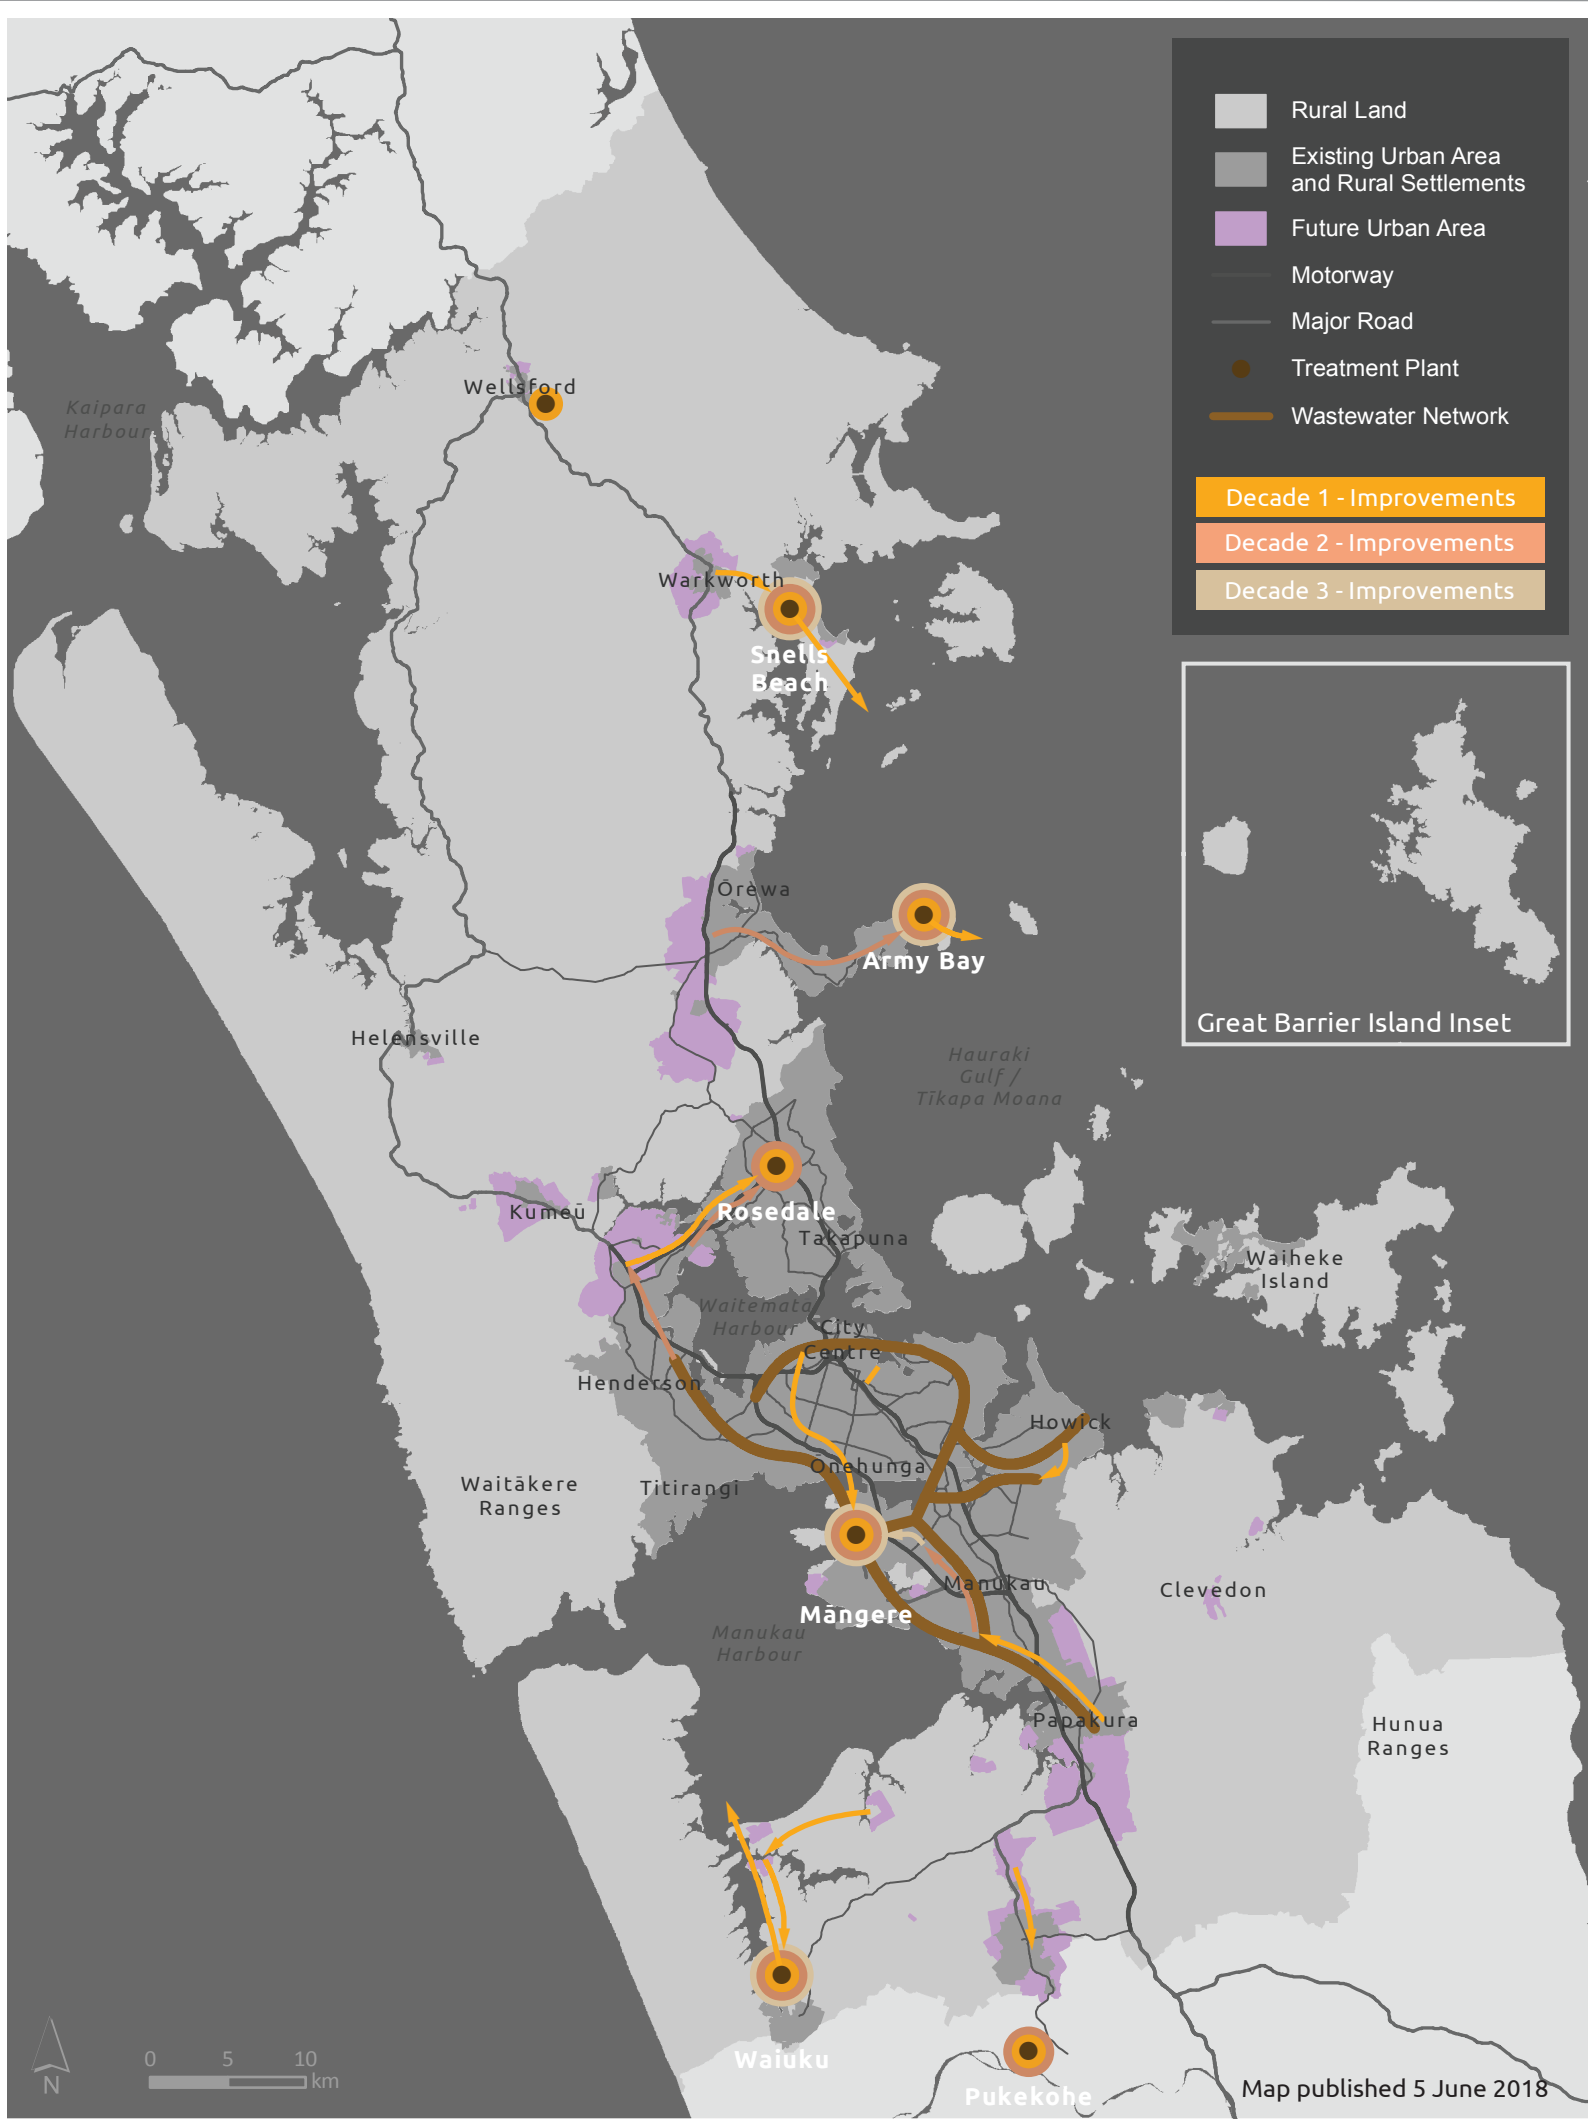 Rural Land
Existing Urban Area
and Rural Settlements
Future Urban Area
Motorway
Major Road
Treatment Plant
Wastewater Network
Decade 1 - Improvements
Decade 2 - Improvements
Decade 3 - Improvements
Wellsford
Kaipara
Harbour
Warkworth
Snells
Beach
Ōrewa
Army Bay
Great Barrier Island Inset
Helensville
Hauraki
Gulf /
Tīkapa Moana
Kumeū
Rosedale
Takapuna
Waiheke
Island
Waitemata
Harbour
City
Centre
Henderson
Howick
Onehunga
Waitākere
Ranges
Titirangi
Manukau
Clevedon
Māngere
Manukau
Harbour
Papakura
Hunua
Ranges
Waiuku
Pukekohe
N
0 5 10
km
Map published 5 June 2018